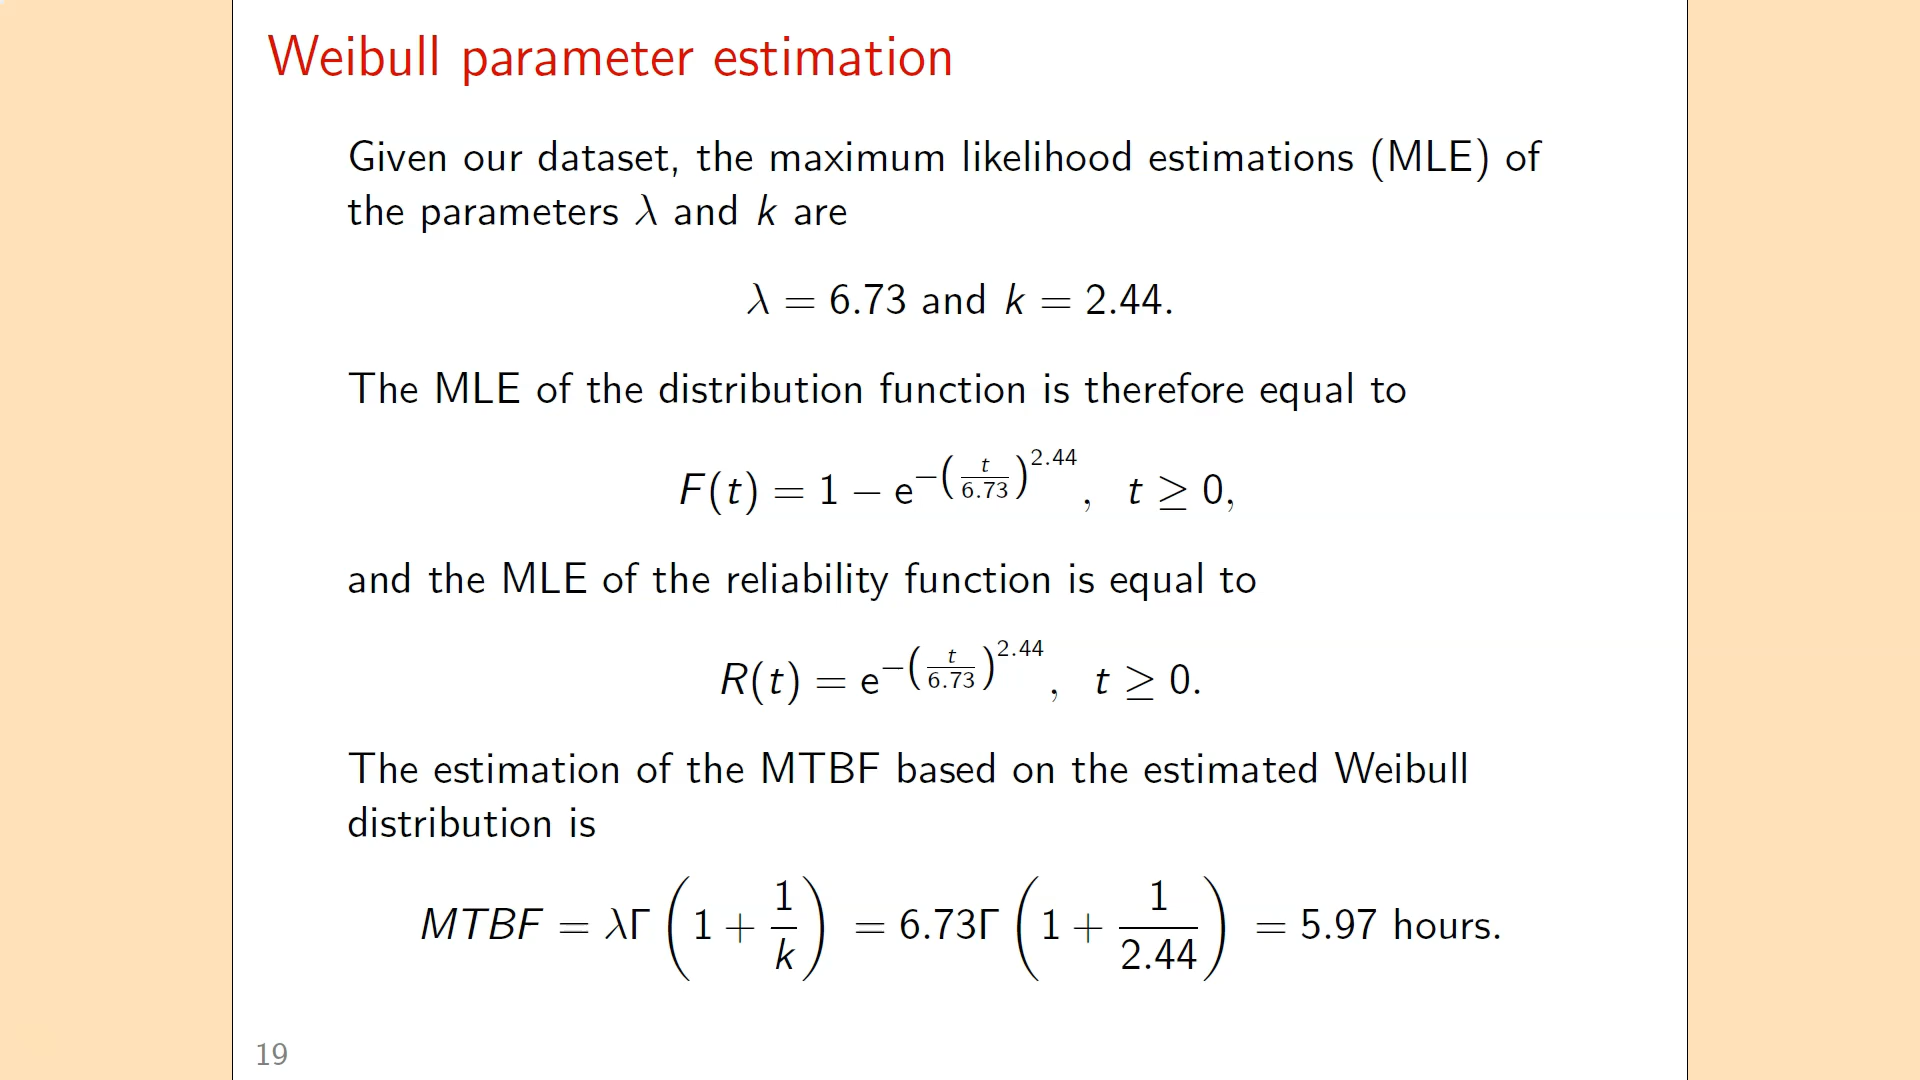 Weibull parameter estimation
Given our dataset, the maximum likelihood estimations (MLE) of
the parameters λ and k are
λ = 6.73 and k = 2.44.
The MLE of the distribution function is therefore equal to
F(t) = 1 − e^{−(t/6.73)^{2.44}}, t ≥ 0,
and the MLE of the reliability function is equal to
R(t) = e^{−(t/6.73)^{2.44}}, t ≥ 0.
The estimation of the MTBF based on the estimated Weibull
distribution is
MTBF = λΓ(1 + 1/k) = 6.73Γ(1 + 1/2.44) = 5.97 hours.
19